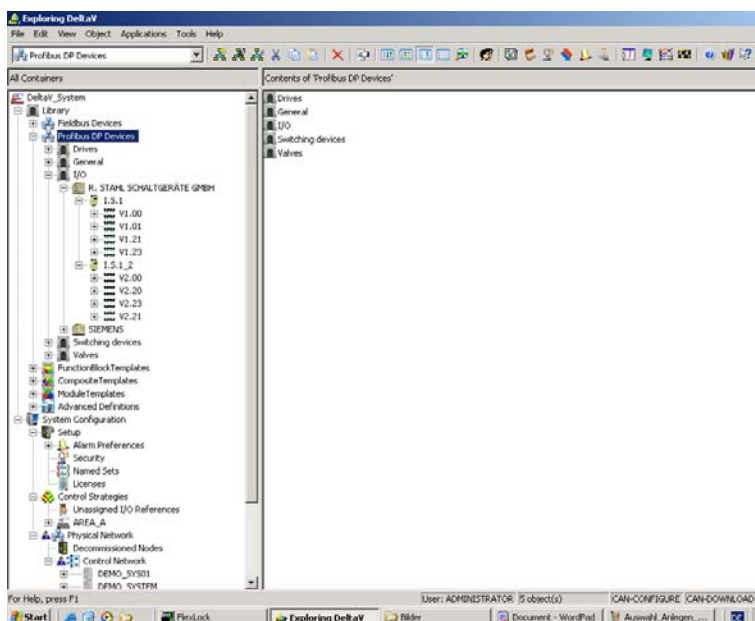 Exploring DeltaV
File Edit View Object Applications Tools Help
Profibus DP Devices
All Containers
Contents of 'Profibus DP Devices'
DeltaV_System
Library
Fieldbus Devices
Profibus DP Devices
Drives
General
I/O
R. STAHL SCHALTGERÄTE GMBH
I.S.1
V1.00
V1.01
V1.21
V1.23
I.S.1_2
V2.00
V2.20
V2.23
V2.21
SIEMENS
Switching devices
Valves
FunctionBlockTemplates
CompositeTemplates
ModuleTemplates
Advanced Definitions
System Configuration
Setup
Alarm Preferences
Security
Named Sets
Licenses
Control Strategies
Unassigned I/O References
AREA_A
Physical Network
Decommissioned Nodes
Control Network
DEMO_SYS01
DEMO_SYSTEM
Drives
General
I/O
Switching devices
Valves
For Help, press F1
User: ADMINISTRATOR
5 object(s)
CAN-CONFIGURE
CAN-DOWNLOAD
Start
FlexLock
Exploring DeltaV
Bilder
Document - WordPad
Auswahl_Anlegen_...